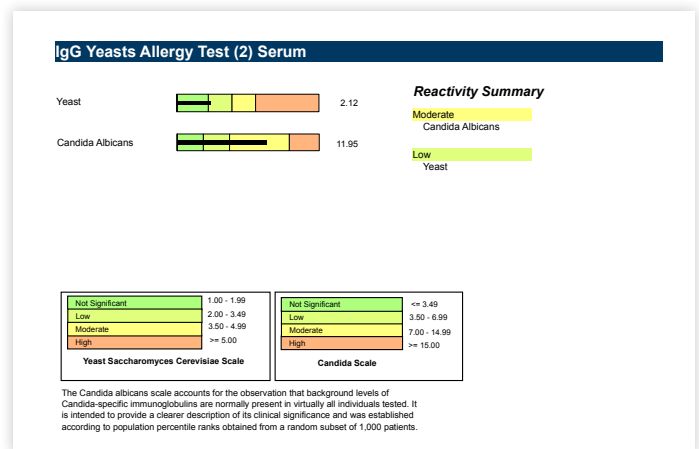 IgG Yeasts Allergy Test (2) Serum
Yeast 2.12
Candida Albicans 11.95
Reactivity Summary
Moderate
Candida Albicans
Low
Yeast
Not Significant 1.00 - 1.99
Low 2.00 - 3.49
Moderate 3.50 - 4.99
High >= 5.00
Yeast Saccharomyces Cerevisiae Scale
Not Significant <= 3.49
Low 3.50 - 6.99
Moderate 7.00 - 14.99
High >= 15.00
Candida Scale
The Candida albicans scale accounts for the observation that background levels of
Candida-specific immunoglobulins are normally present in virtually all individuals tested. It
is intended to provide a clearer description of its clinical significance and was established
according to population percentile ranks obtained from a random subset of 1,000 patients.